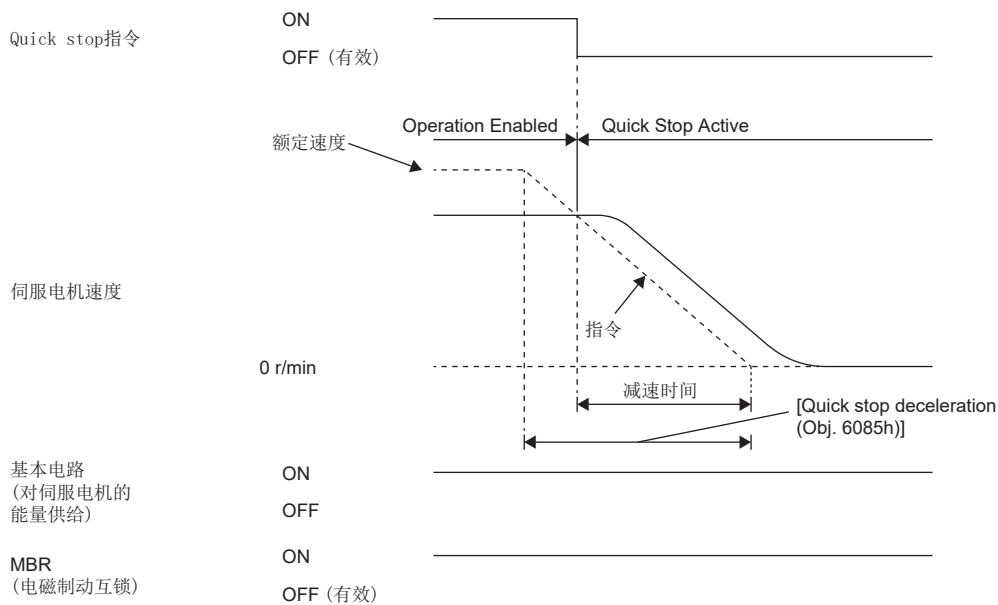 Quick stop指令
ON
OFF (有效)
Operation Enabled
Quick Stop Active
额定速度
伺服电机速度
指令
0 r/min
减速时间
[Quick stop deceleration
(Obj. 6085h)]
基本电路
(对伺服电机的
能量供给)
ON
OFF
MBR
(电磁制动互锁)
ON
OFF (有效)